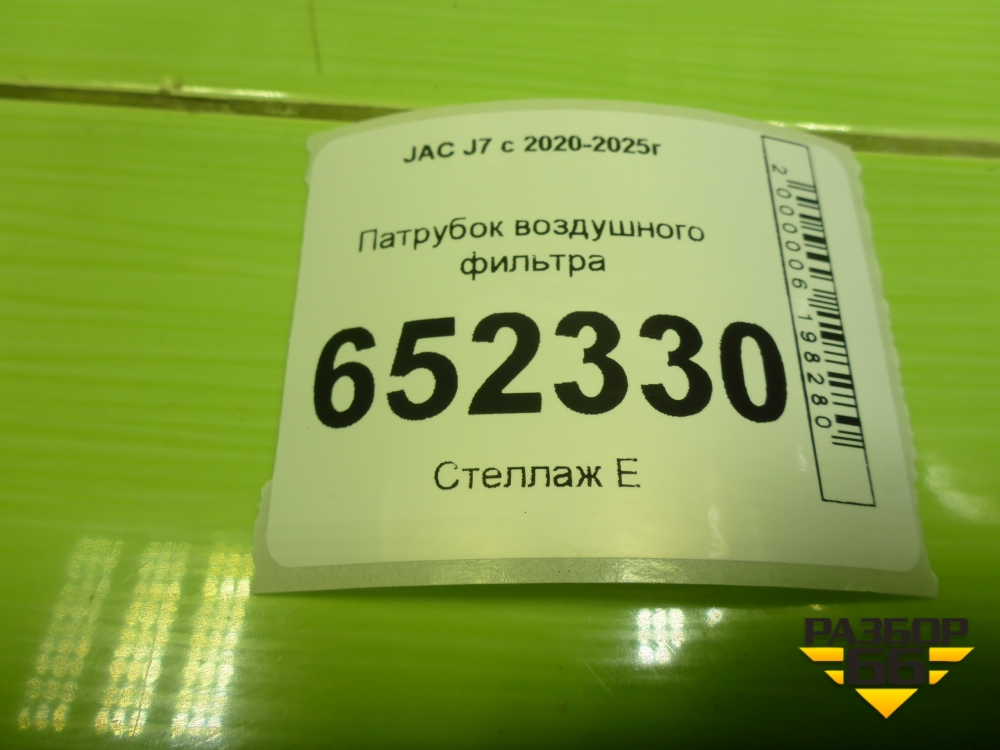 JAC J7 с 2020-2025г
Патрубок воздушного
фильтра
652330
Стеллаж Е
2000006198280
РАЗБОР
66